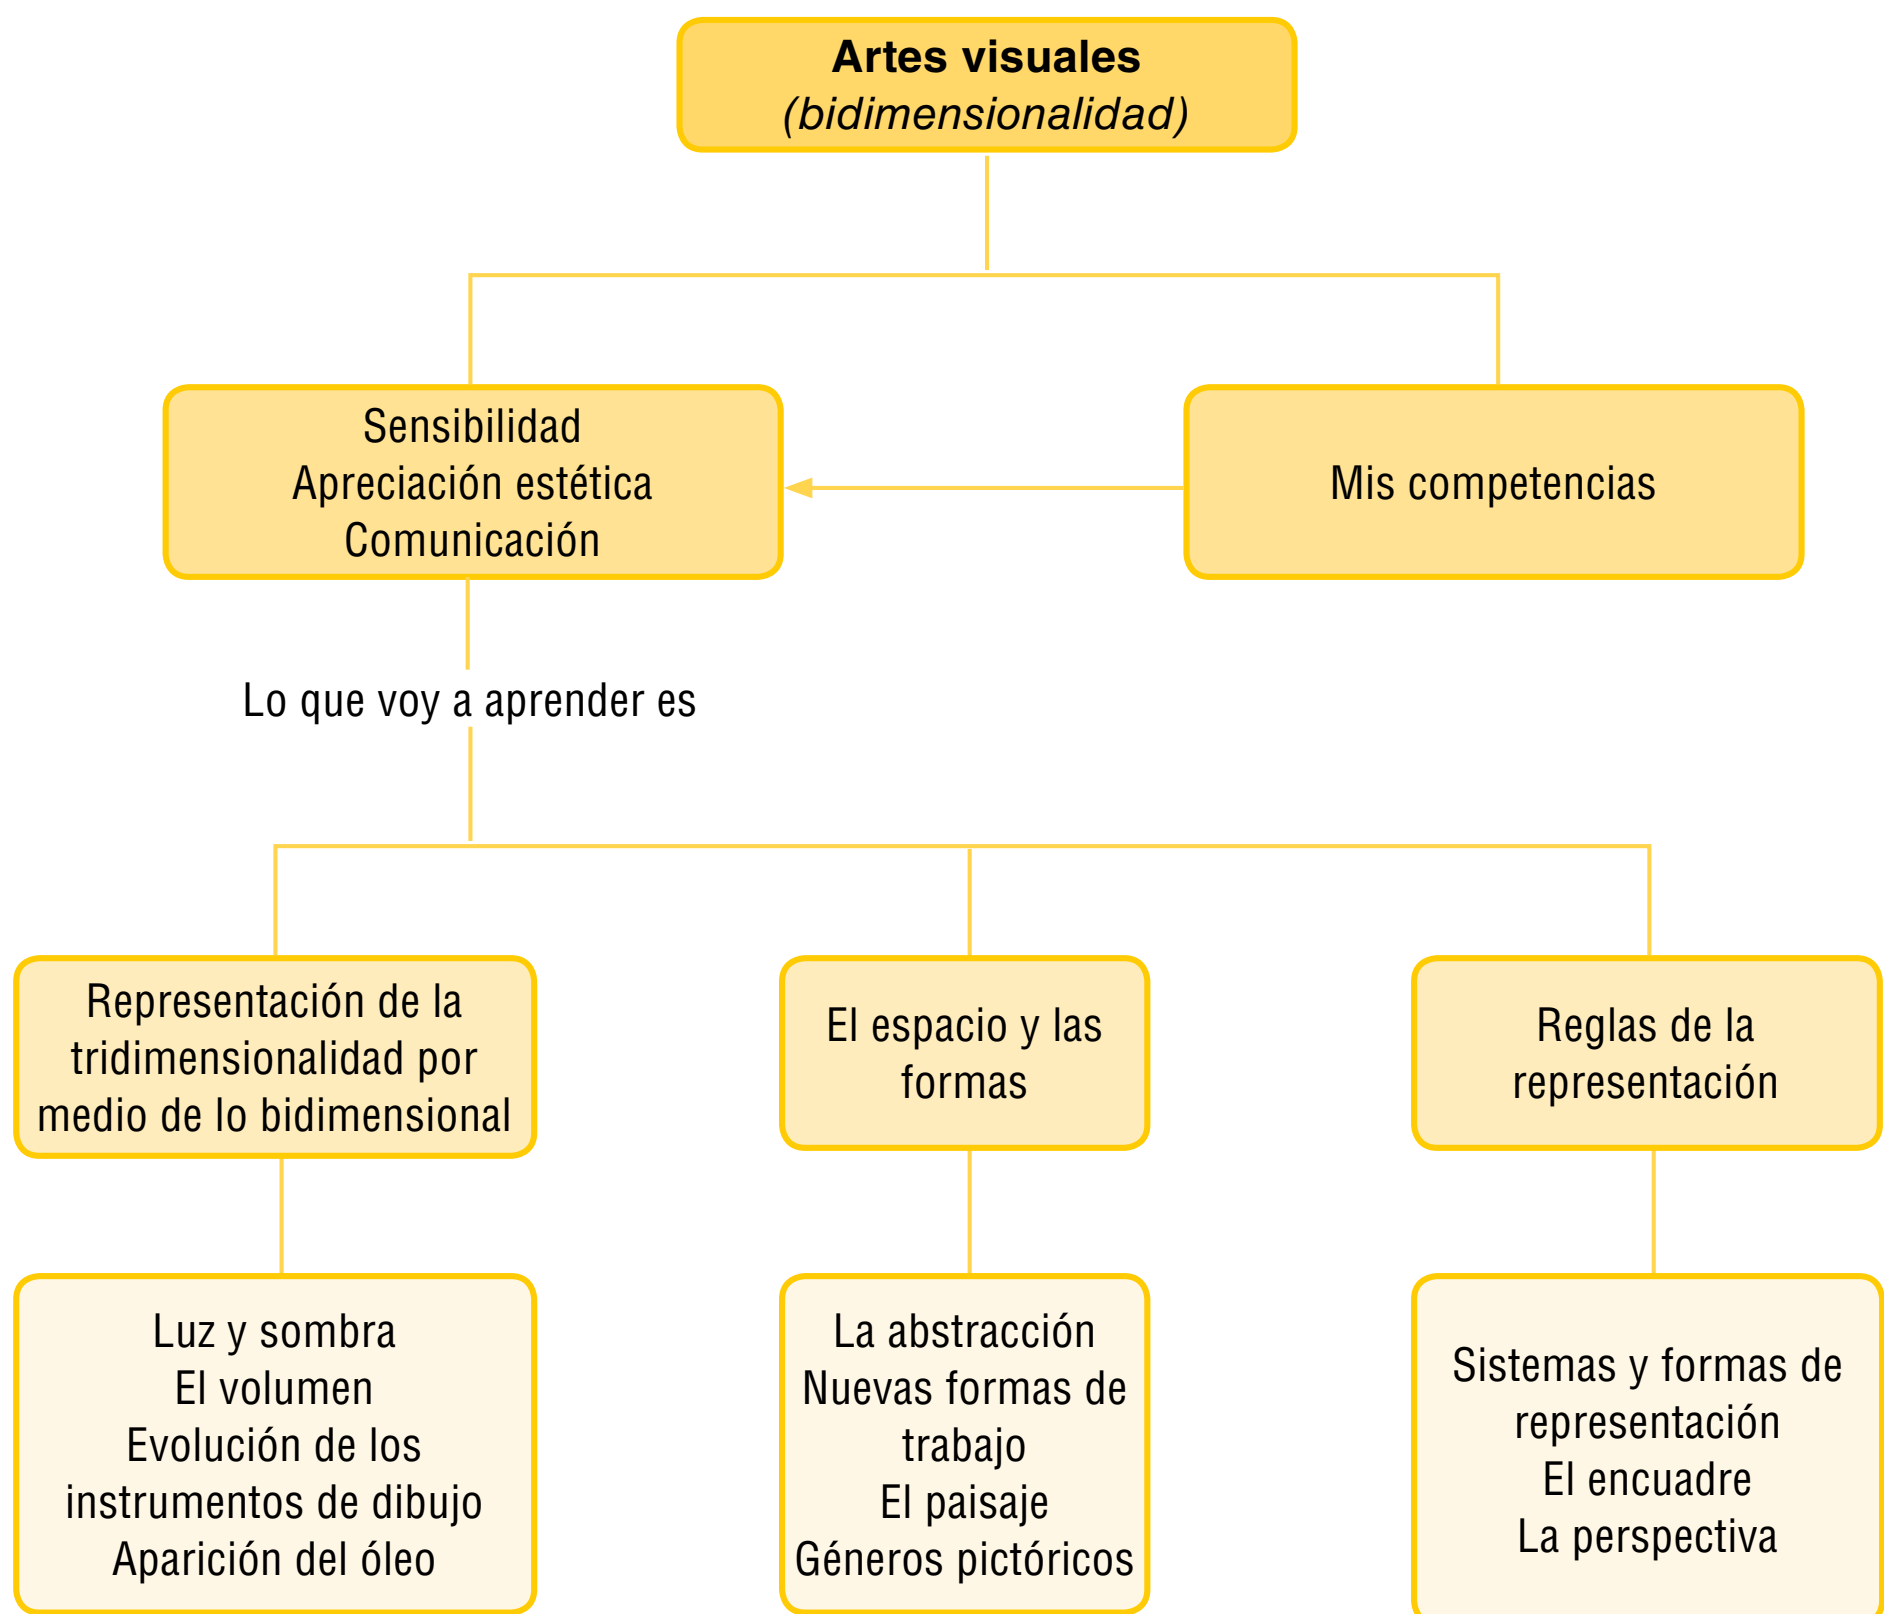 Artes visuales
(bidimensionalidad)
Sensibilidad
Apreciación estética
Comunicación
Mis competencias
Lo que voy a aprender es
Representación de la
tridimensionalidad por
medio de lo bidimensional
El espacio y las
formas
Reglas de la
representación
Luz y sombra
El volumen
Evolución de los
instrumentos de dibujo
Aparición del óleo
La abstracción
Nuevas formas de
trabajo
El paisaje
Géneros pictóricos
Sistemas y formas de
representación
El encuadre
La perspectiva